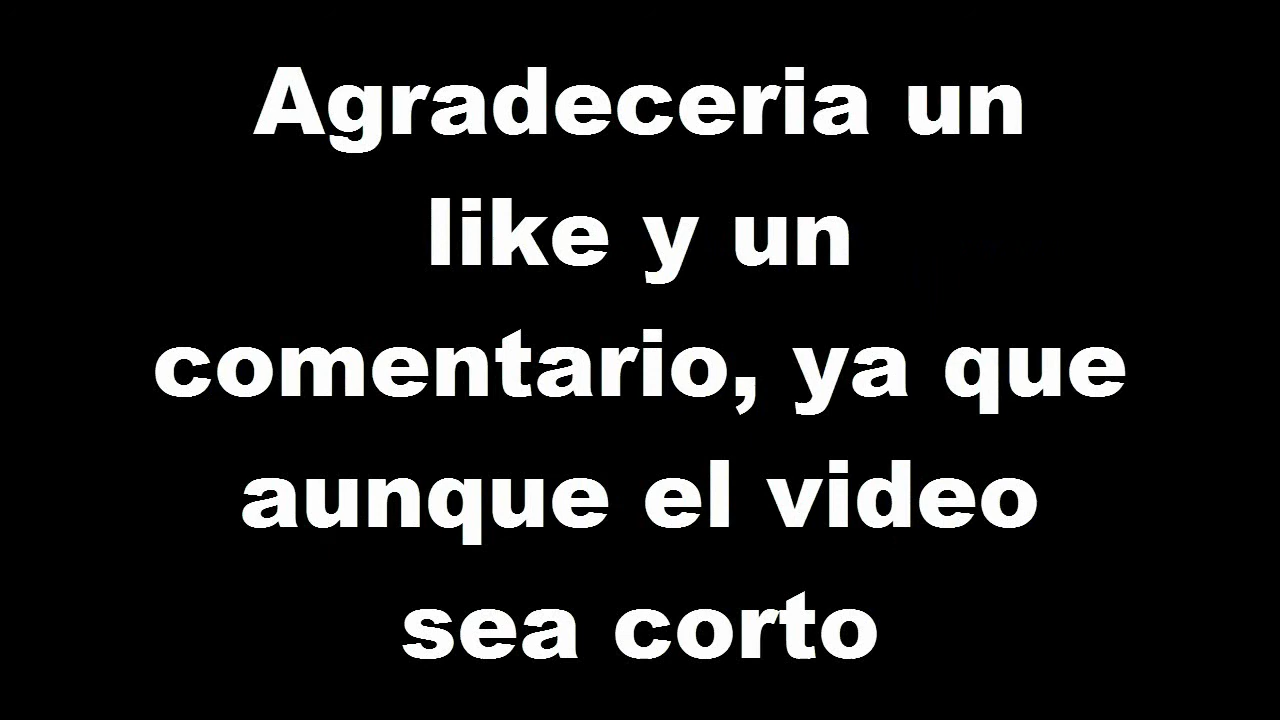 Agradeceria un
like y un
comentario, ya que
aunque el video
sea corto